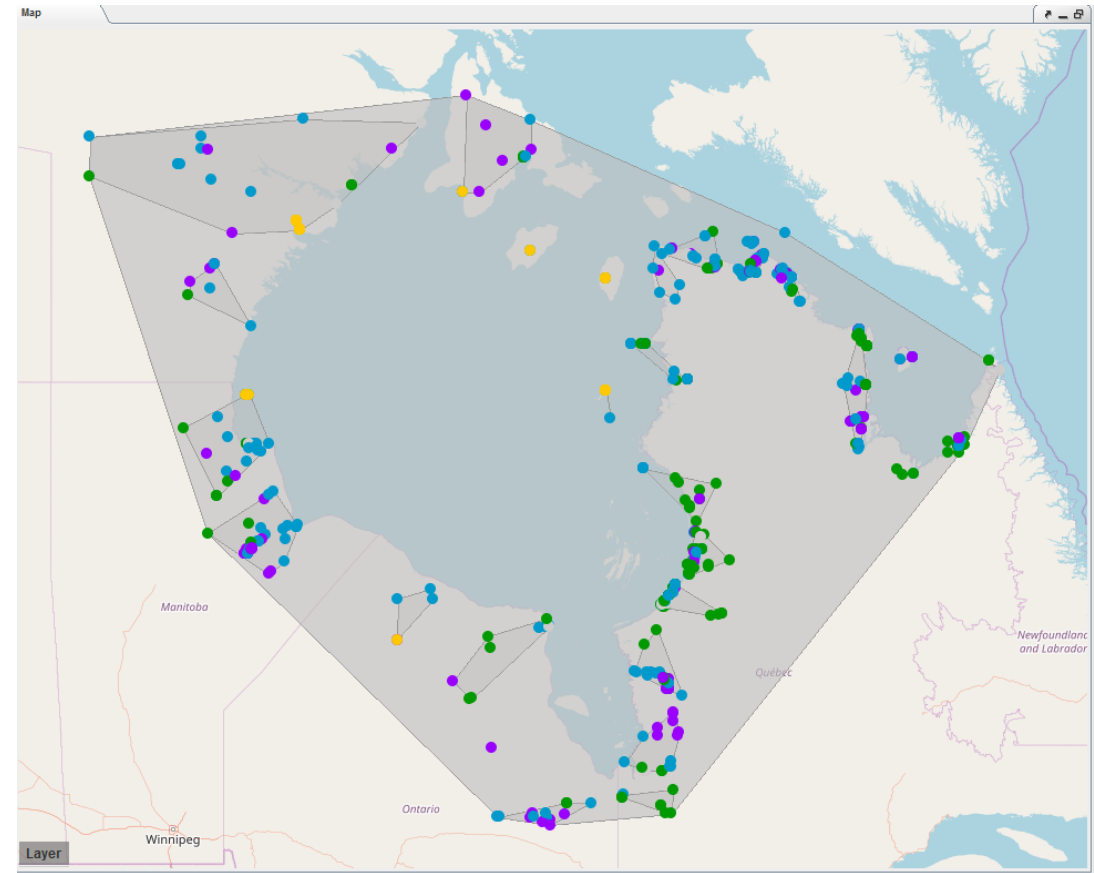 Map
Manitoba
Newfoundland
and Labrador
Québec
Ontario
Winnipeg
Layer